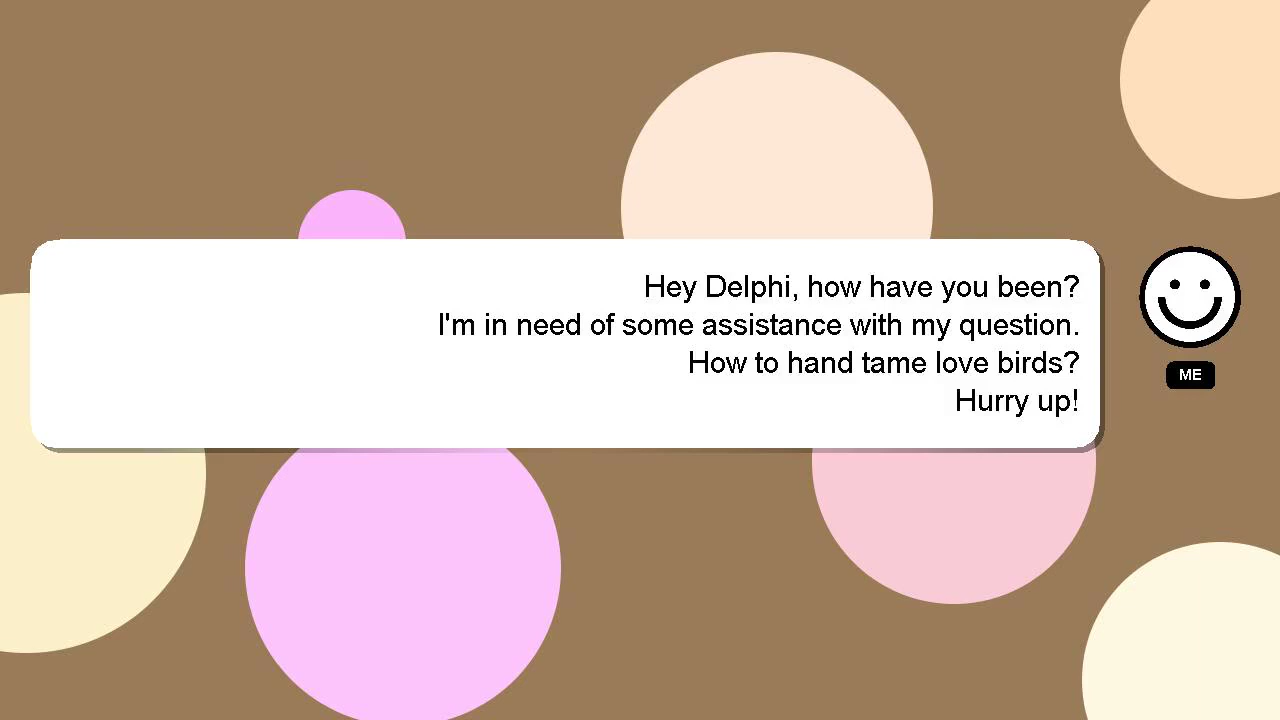 Hey Delphi, how have you been?
I'm in need of some assistance with my question.
How to hand tame love birds?
Hurry up!
ME